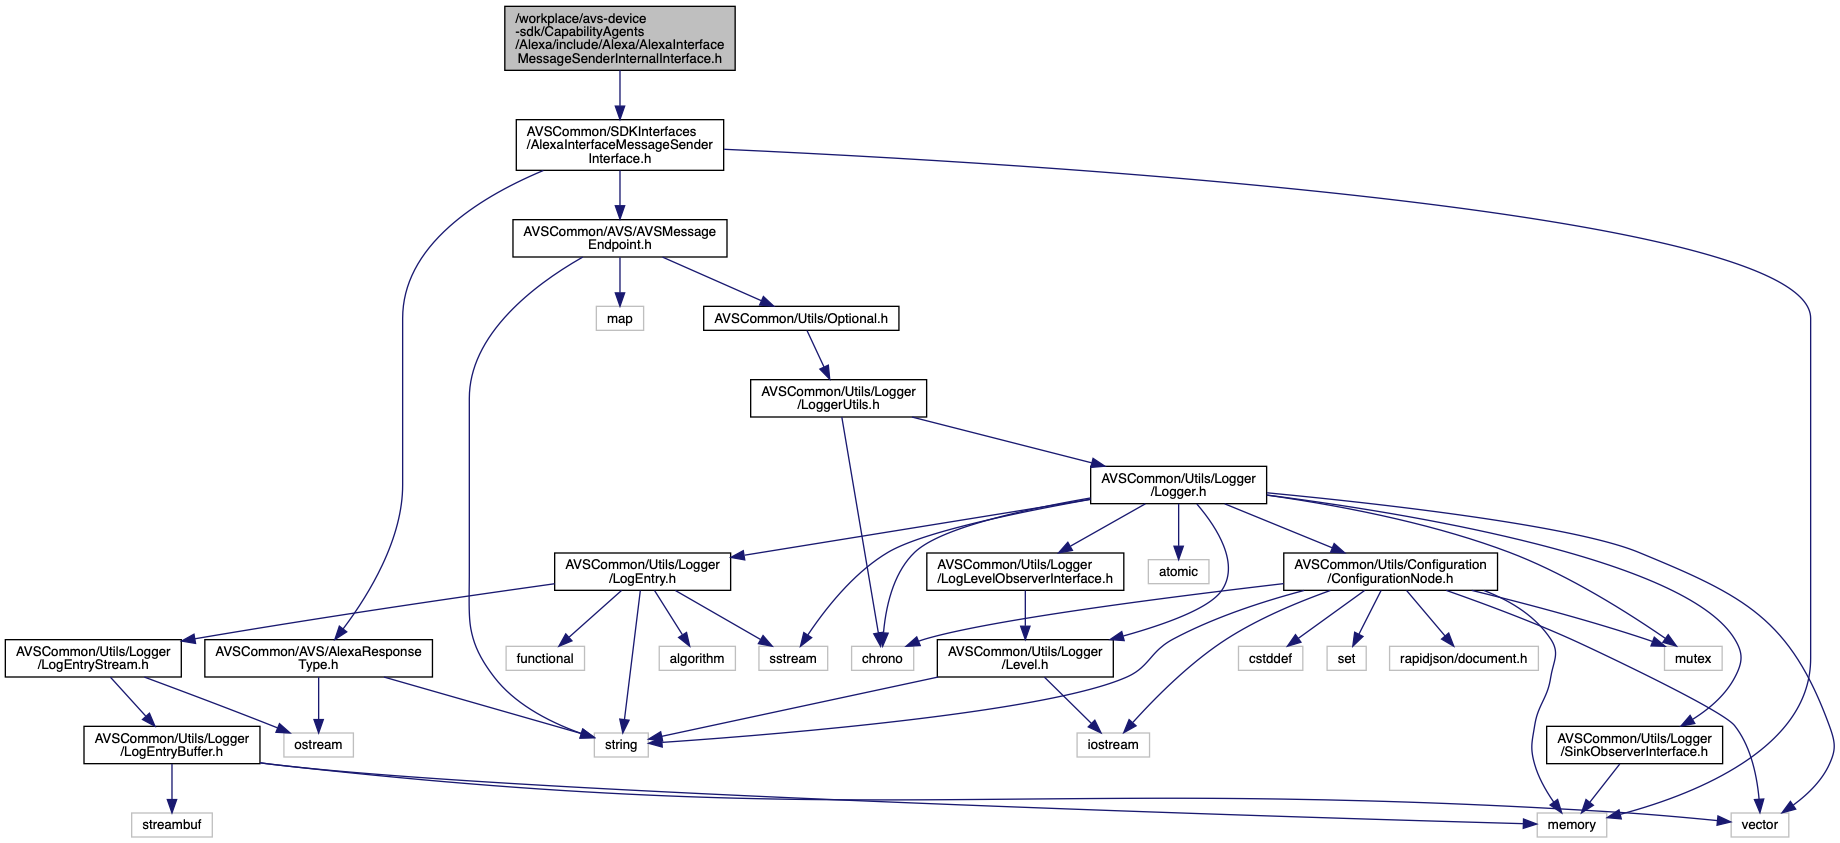 /workplace/avs-device
-sdk/CapabilityAgents
/Alexa/include/Alexa/AlexaInterface
MessageSenderInternalInterface.h
AVSCommon/SDKInterfaces
/AlexaInterfaceMessageSender
Interface.h
AVSCommon/AVS/AVSMessage
Endpoint.h
map
AVSCommon/Utils/Optional.h
AVSCommon/Utils/Logger
/LoggerUtils.h
AVSCommon/Utils/Logger
/Logger.h
AVSCommon/Utils/Logger
/LogEntry.h
AVSCommon/Utils/Logger
/LogLevelObserverInterface.h
atomic
AVSCommon/Utils/Configuration
/ConfigurationNode.h
AVSCommon/Utils/Logger
/LogEntryStream.h
AVSCommon/AVS/AlexaResponse
Type.h
functional
algorithm
sstream
chrono
AVSCommon/Utils/Logger
/Level.h
cstddef
set
rapidjson/document.h
mutex
AVSCommon/Utils/Logger
/LogEntryBuffer.h
ostream
string
iostream
AVSCommon/Utils/Logger
/SinkObserverInterface.h
streambuf
memory
vector